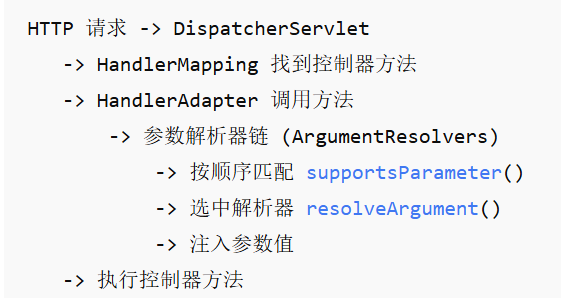 HTTP 请求 -> DispatcherServlet
-> HandlerMapping 找到控制器方法
-> HandlerAdapter 调用方法
-> 参数解析器链 (ArgumentResolvers)
-> 按顺序匹配 supportsParameter()
-> 选中解析器 resolveArgument()
-> 注入参数值
-> 执行控制器方法